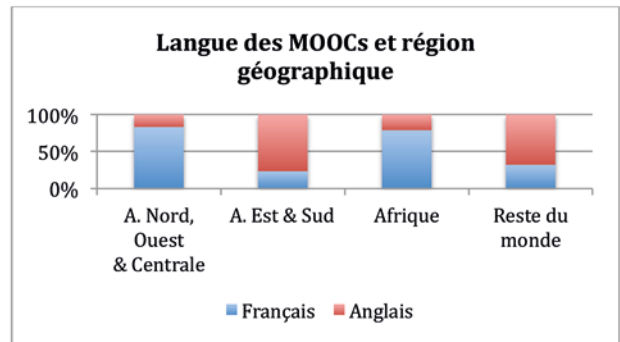 Langue des MOOCs et région
géographique
100%
50%
0%
A. Nord,
Ouest
& Centrale
A. Est & Sud
Afrique
Reste du
monde
Français
Anglais